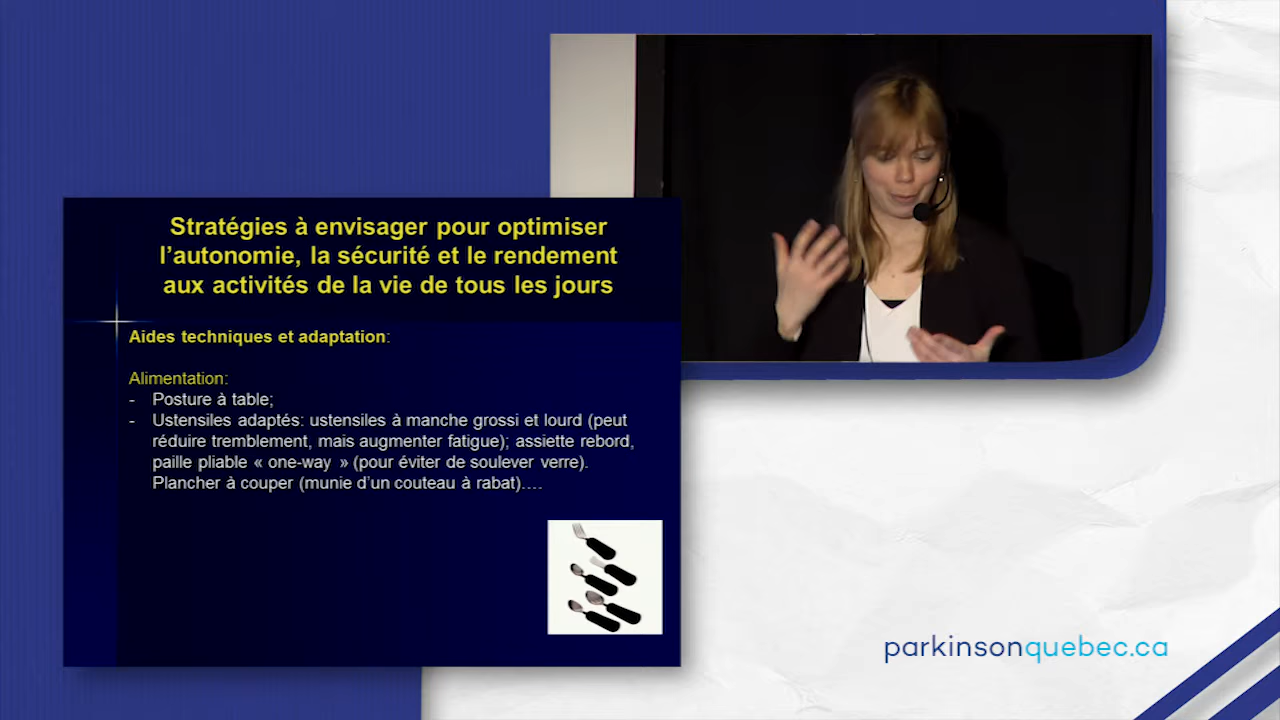 Stratégies à envisager pour optimiser
l’autonomie, la sécurité et le rendement
aux activités de la vie de tous les jours
Aides techniques et adaptation:
Alimentation:
- Posture à table;
- Ustensiles adaptés: ustensiles à manche grossi et lourd (peut
réduire tremblement, mais augmenter fatigue); assiette rebord,
paille pliable « one-way » (pour éviter de soulever verre).
Plancher à couper (munie d’un couteau à rabat)….
parkinsonquebec.ca